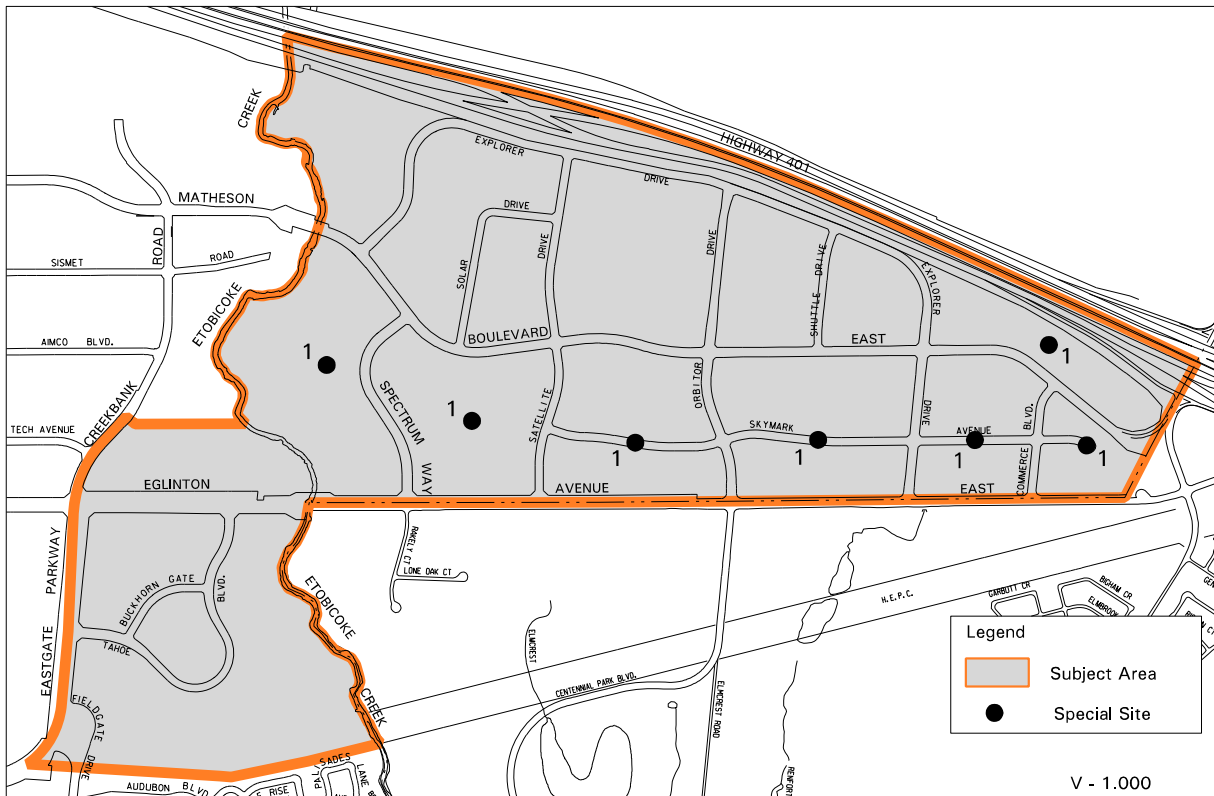 HIGHWAY 401
CREEK
EXPLORER
DRIVE
MATHESON
DRIVE
ROAD
SISMET
ROAD
SOLAR
DRIVE
DRIVE
SHUTTLE DRIVE
EXPLORER
ETOBICOKE
BOULEVARD
EAST
AIMCO BLVD.
1
1
1
SPECTRUM
WAY
SATELLITE
ORBITOR
DRIVE
BLVD.
CREEKBANK
TECH AVENUE
SKYMARK
AVENUE
1
1
1
1
COMMERCE
EGLINTON
AVENUE
EAST
RAKELY CT
LONE OAK CT
PARKWAY
EASTGATE
BUCKHORN GATE
BLVD.
TAHOE
ETOBICOKE
CREEK
H.E.P.C.
GARBUTT CR
BIGHAM CR
ELMBROOK
GEN
ELMCREST
CENTENNIAL PARK BLVD.
ELMCREST ROAD
FIELDGATE
DRIVE
Legend
Subject Area
Special Site
PALISADES
LANE
AUDUBON BLVD
RISE
RENFORT
V - 1.000